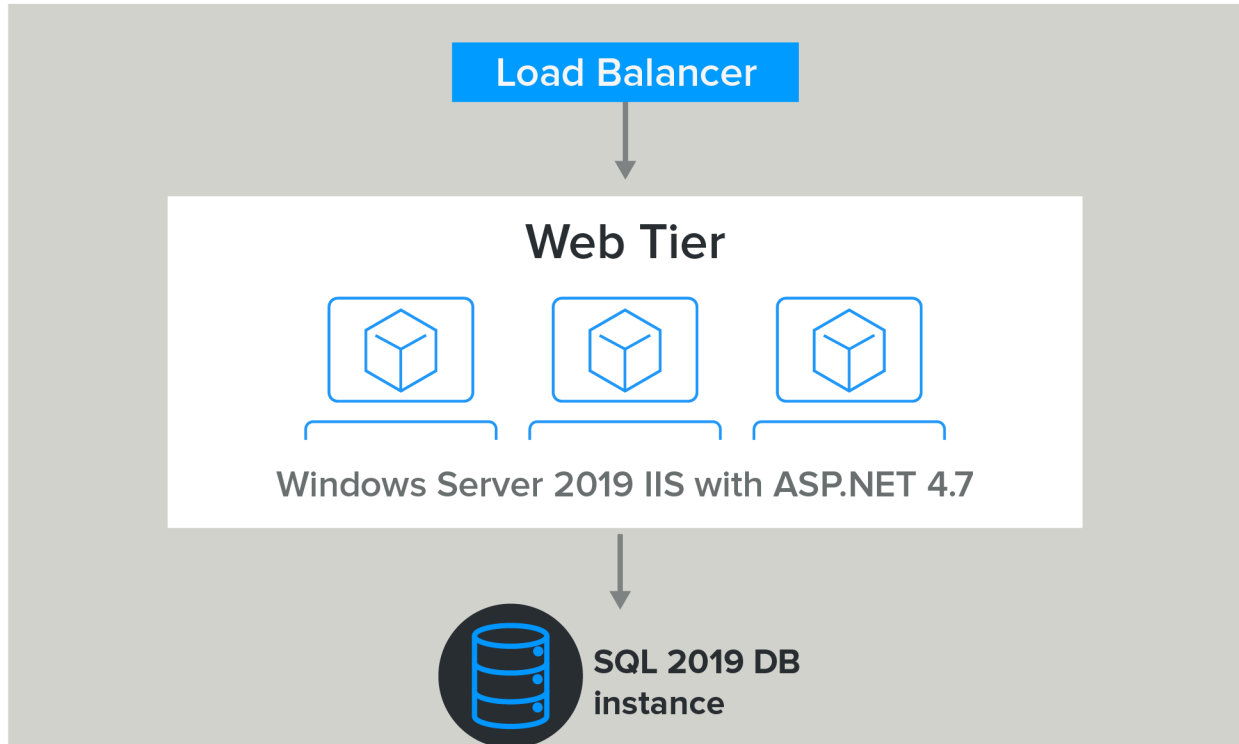 Load Balancer
Web Tier
Windows Server 2019 IIS with ASP.NET 4.7
SQL 2019 DB
instance